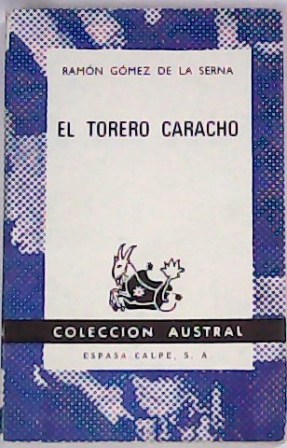 RAMÓN GÓMEZ DE LA SERNA
EL TORERO CARACHO
COLECCION AUSTRAL
ESPASA CALPE, S. A.